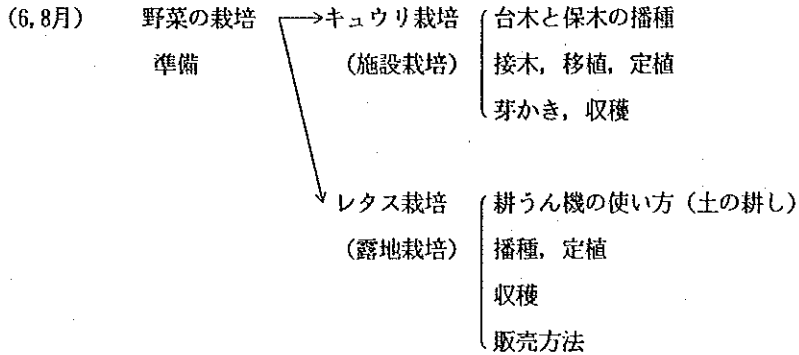 (6,8月) 野菜の栽培 → キュウリ栽培 台木と保木の播種
準備 (施設栽培) 接木，移植，定植
芽かき，収穫
レタス栽培 耕うん機の使い方（土の耕し）
(露地栽培) 播種，定植
収穫
販売方法